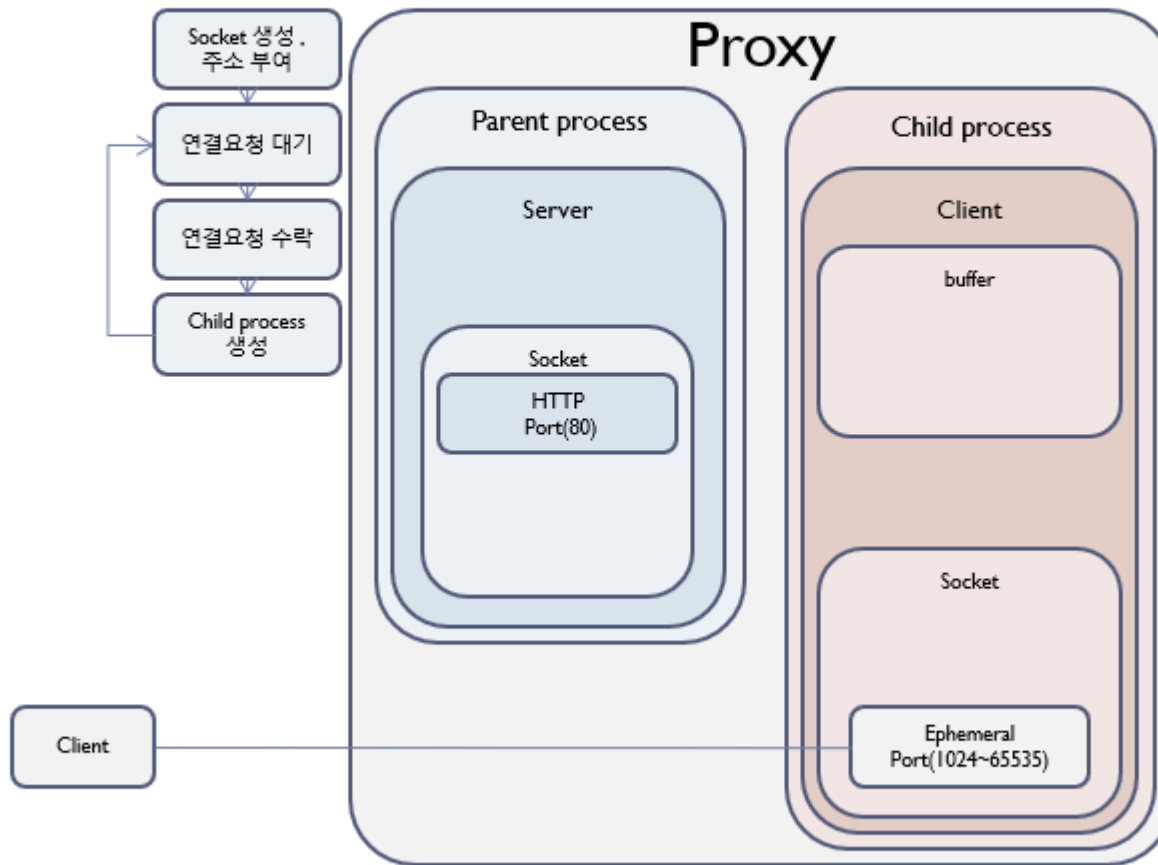 Socket 생성 ,
주소 부여
연결요청 대기
연결요청 수락
Child process
생성
Proxy
Parent process
Server
Socket
HTTP
Port(80)
Child process
Client
buffer
Socket
Ephemeral
Port(1024~65535)
Client